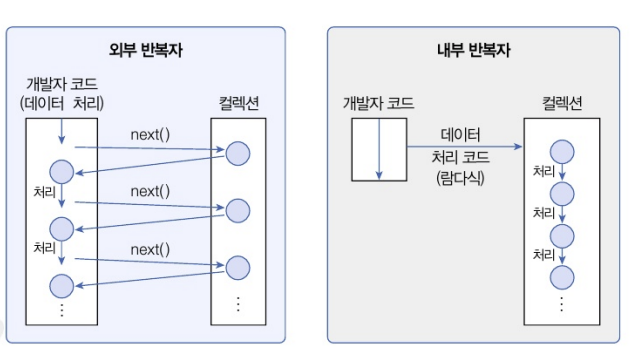 외부 반복자
개발자 코드
(데이터 처리)
컬렉션
next()
처리
next()
처리
next()
⋮
⋮
내부 반복자
개발자 코드
컬렉션
데이터
처리 코드
(람다식)
처리
처리
처리
⋮